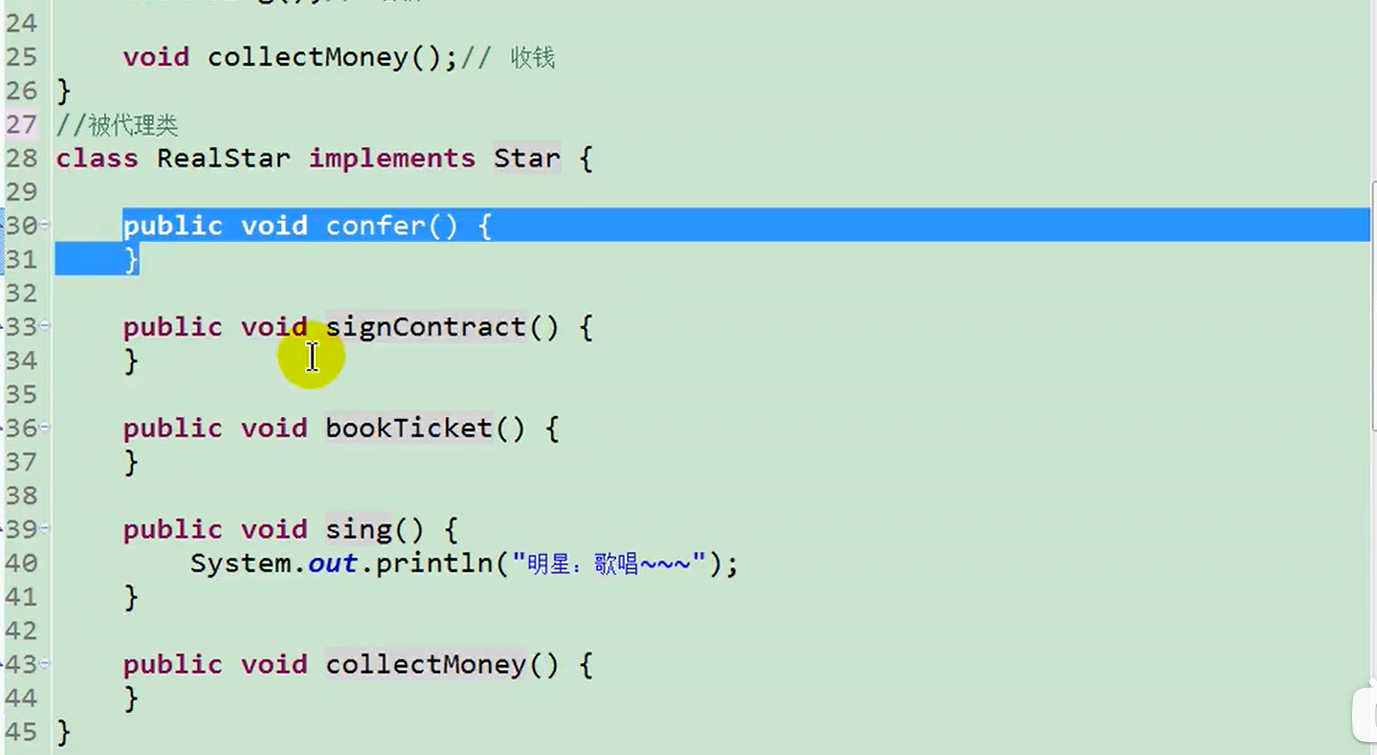 24
25 void collectMoney();// 收钱
26 }
27 //被代理类
28 class RealStar implements Star {
29
30 public void confer() {
31 }
32
33 public void signContract() {
34 }
35
36 public void bookTicket() {
37 }
38
39 public void sing() {
40 System.out.println("明星：歌唱~~~");
41 }
42
43 public void collectMoney() {
44 }
45 }